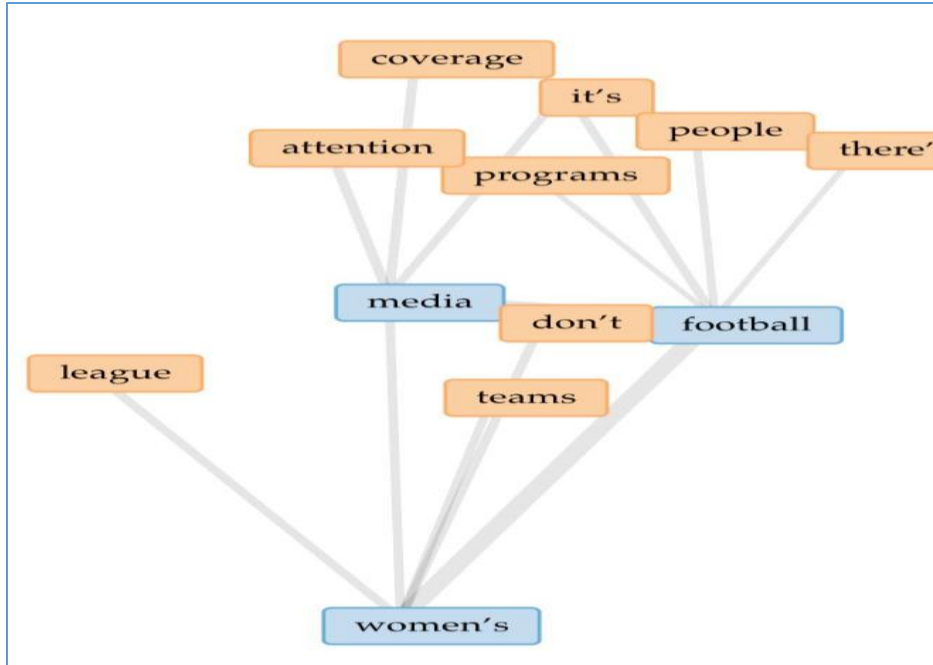 coverage
it’s
people
there’
attention
programs
media
don’t
football
league
teams
women’s